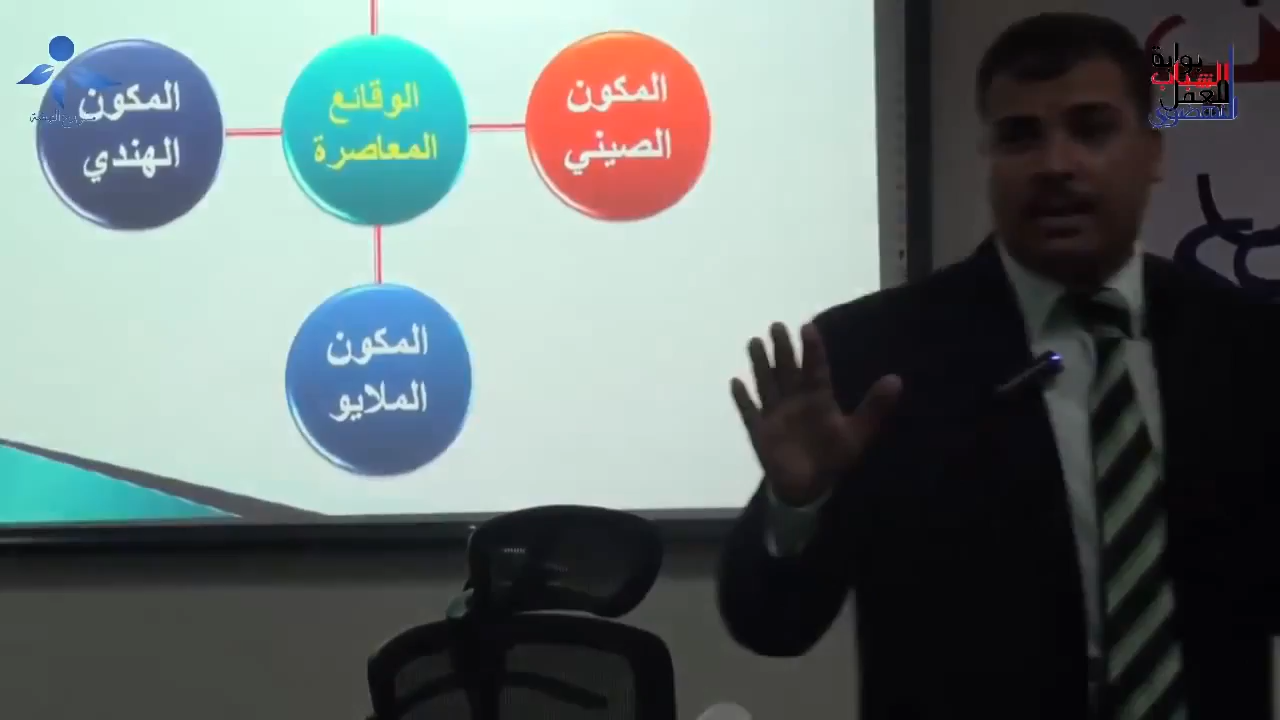 المكون
الصيني
الوقائع
المعاصرة
المكون
الهندي
المكون
الملايو
بوابة
الشباب
للعمل